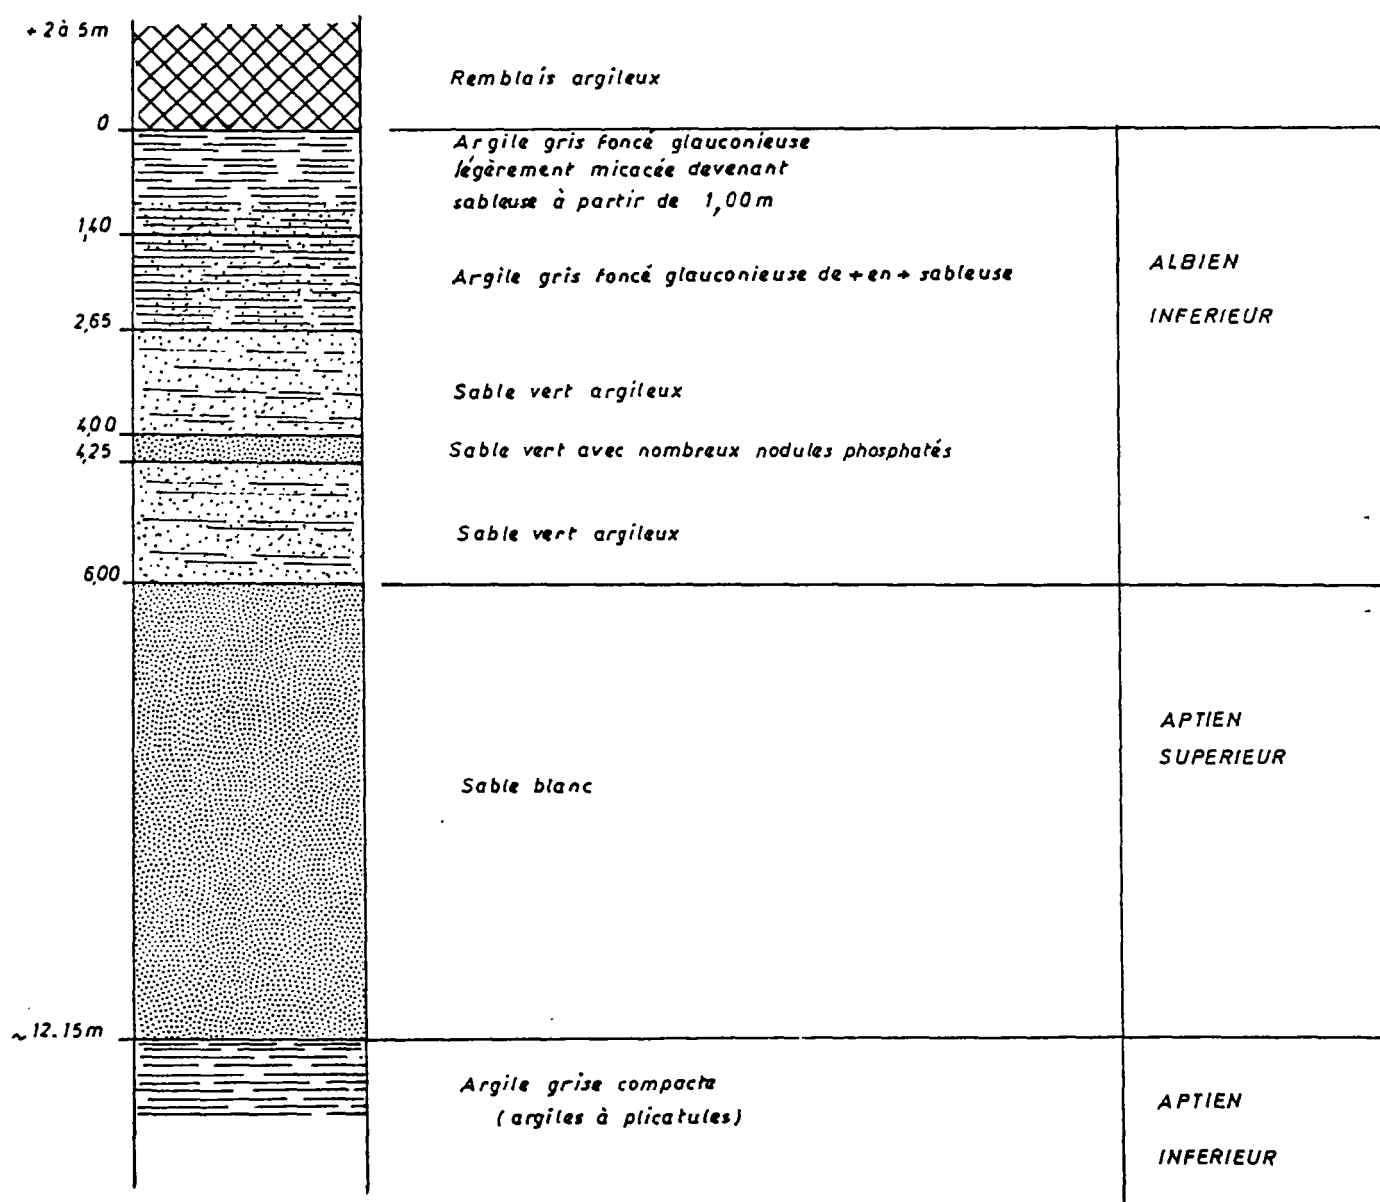 + 2 à 5m
Remblais argileux
0
Argile gris foncé glauconieuse
légèrement micacée devenant
sableuse à partir de 1,00m
1,40
Argile gris foncé glauconieuse de + en + sableuse
ALBIEN
INFERIEUR
2,65
Sable vert argileux
4,00
4,25
Sable vert avec nombreux nodules phosphatés
Sable vert argileux
6,00
APTIEN
SUPERIEUR
Sable blanc
~ 12.15m
Argile grise compacte
(argiles à plicatules)
APTIEN
INFERIEUR